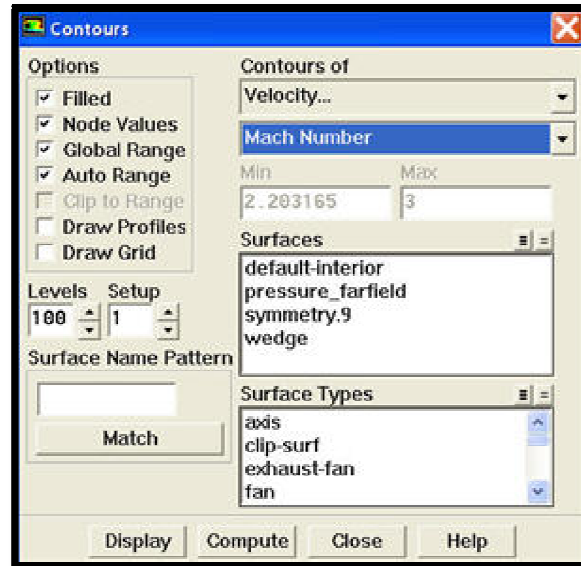 Contours
Options
Filled
Node Values
Global Range
Auto Range
Clip to Range
Draw Profiles
Draw Grid
Levels Setup
100 1
Surface Name Pattern
Match
Contours of
Velocity...
Mach Number
Min Max
2.203165 3
Surfaces
default-interior
pressure_farfield
symmetry.9
wedge
Surface Types
axis
clip-surf
exhaust-fan
fan
Display Compute Close Help